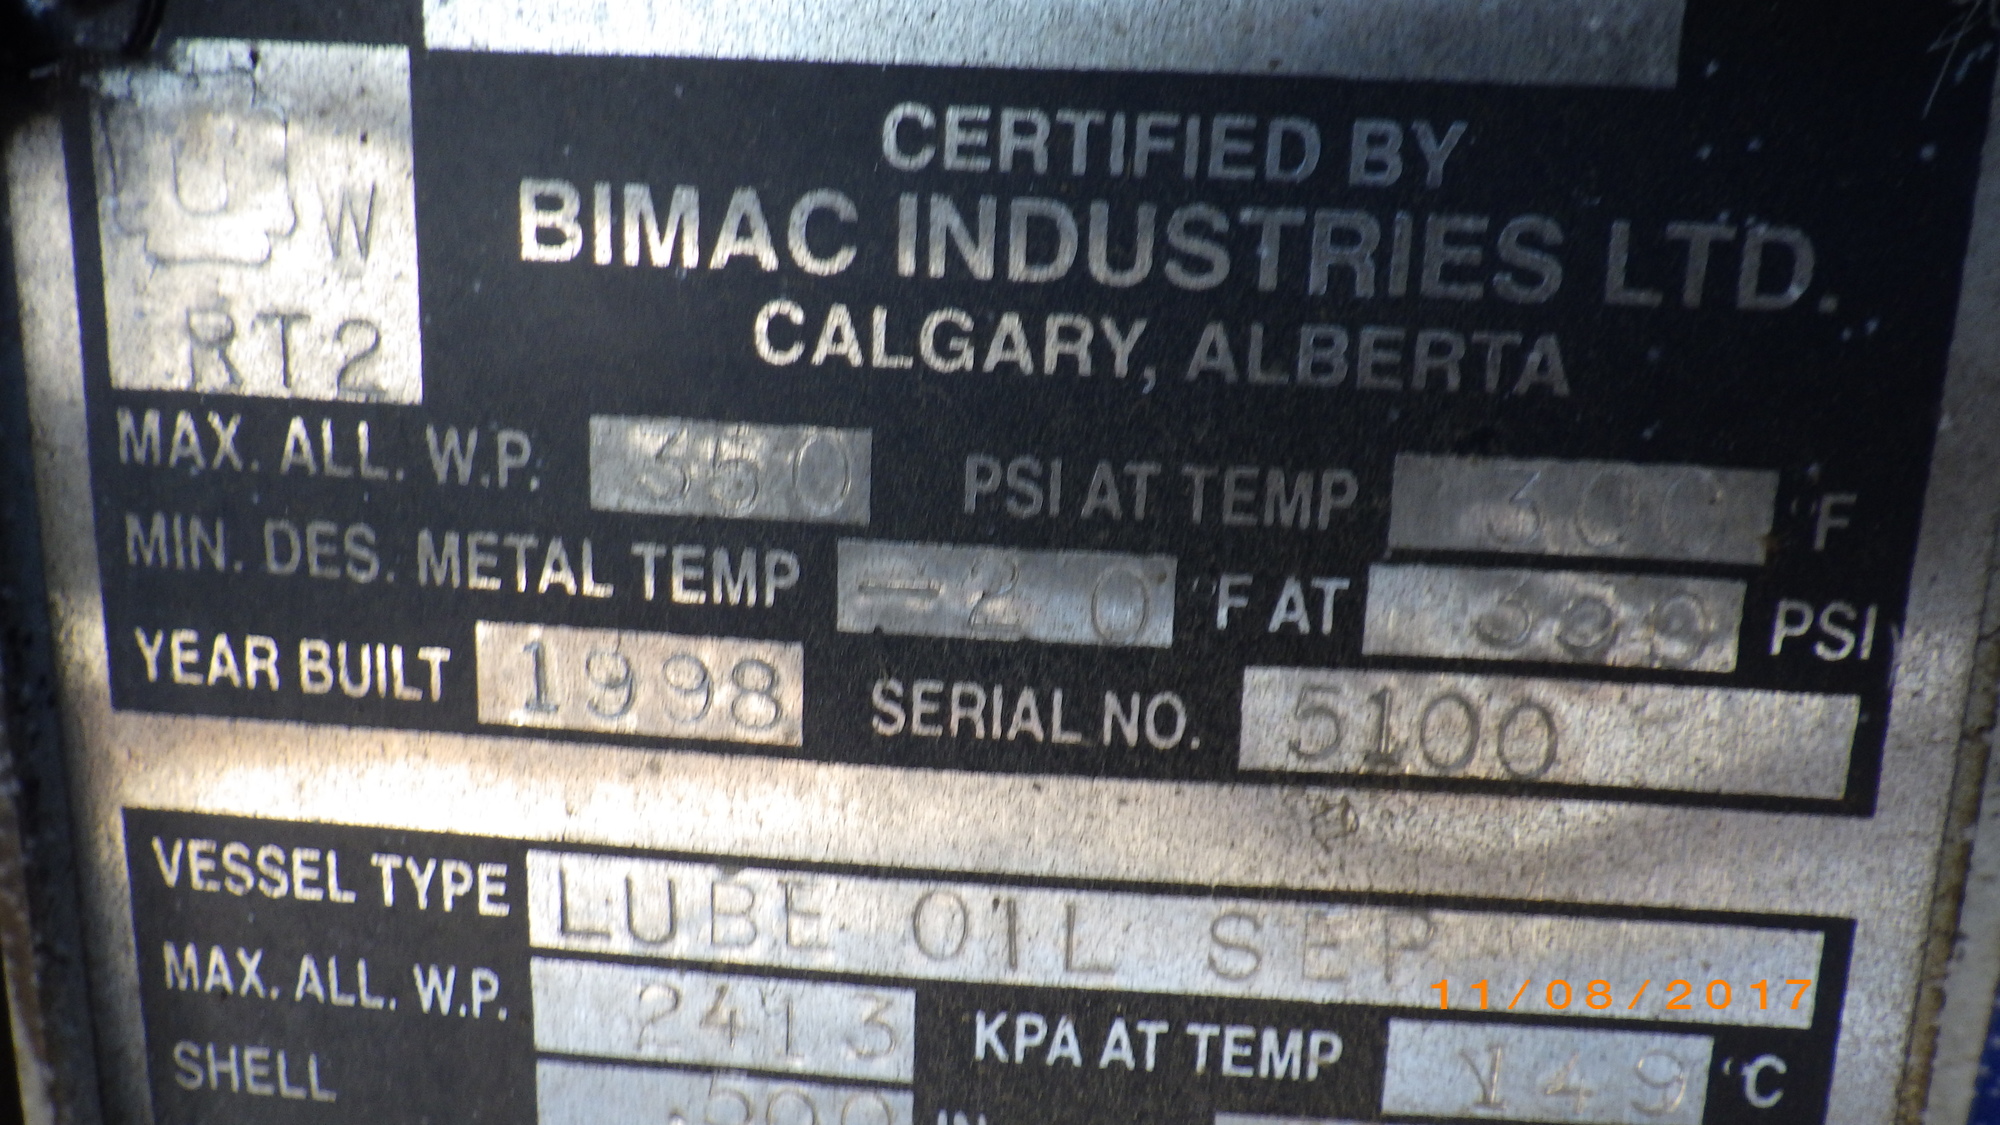 U W
RT2
CERTIFIED BY
BIMAC INDUSTRIES LTD.
CALGARY, ALBERTA
MAX. ALL. W.P. 350 PSI AT TEMP 300 °F
MIN. DES. METAL TEMP -20 °F AT PSI
YEAR BUILT 1998 SERIAL NO. 5100
VESSEL TYPE LUBE OIL SEP
11/08/2017
MAX. ALL. W.P. 2413 KPA AT TEMP 149 °C
SHELL IN